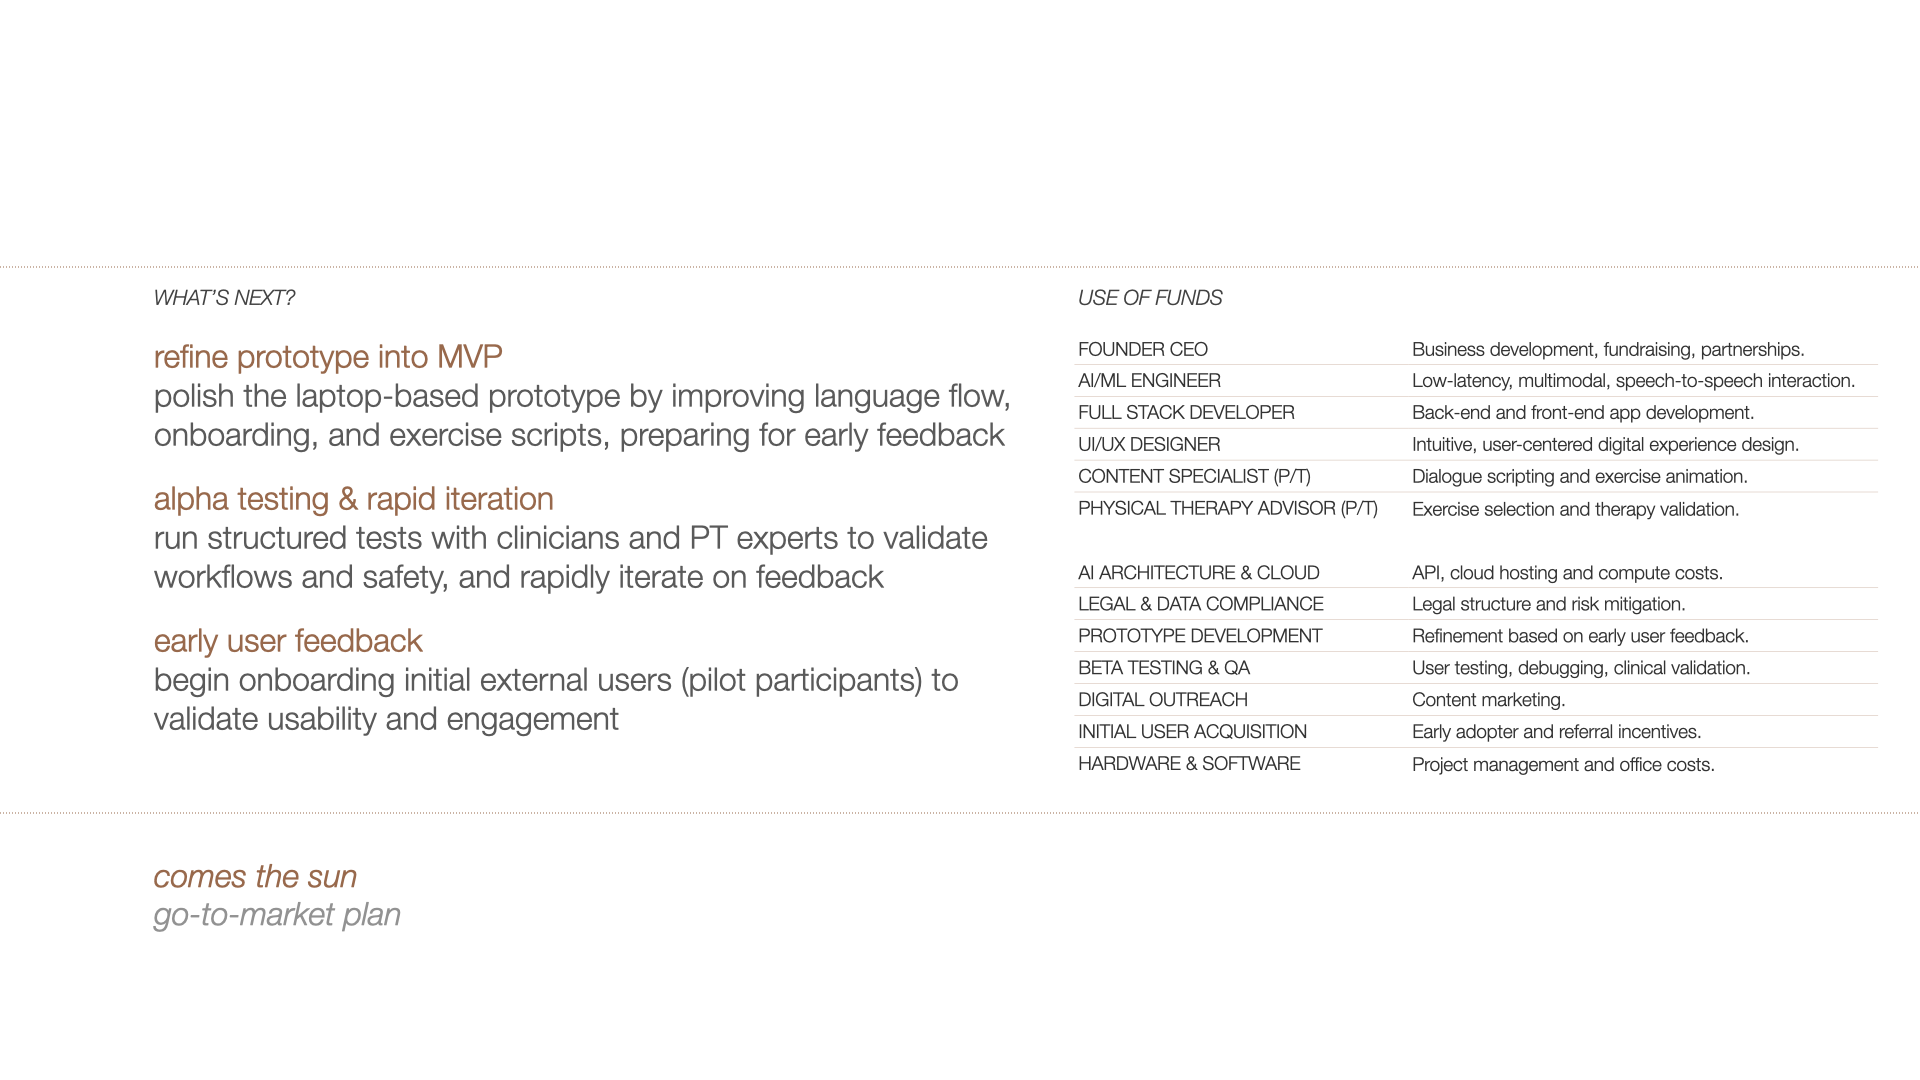 WHAT’S NEXT?
refine prototype into MVP
polish the laptop-based prototype by improving language flow,
onboarding, and exercise scripts, preparing for early feedback
alpha testing & rapid iteration
run structured tests with clinicians and PT experts to validate
workflows and safety, and rapidly iterate on feedback
early user feedback
begin onboarding initial external users (pilot participants) to
validate usability and engagement
USE OF FUNDS
FOUNDER CEO Business development, fundraising, partnerships.
AI/ML ENGINEER Low-latency, multimodal, speech-to-speech interaction.
FULL STACK DEVELOPER Back-end and front-end app development.
UI/UX DESIGNER Intuitive, user-centered digital experience design.
CONTENT SPECIALIST (P/T) Dialogue scripting and exercise animation.
PHYSICAL THERAPY ADVISOR (P/T) Exercise selection and therapy validation.
AI ARCHITECTURE & CLOUD API, cloud hosting and compute costs.
LEGAL & DATA COMPLIANCE Legal structure and risk mitigation.
PROTOTYPE DEVELOPMENT Refinement based on early user feedback.
BETA TESTING & QA User testing, debugging, clinical validation.
DIGITAL OUTREACH Content marketing.
INITIAL USER ACQUISITION Early adopter and referral incentives.
HARDWARE & SOFTWARE Project management and office costs.
comes the sun
go-to-market plan